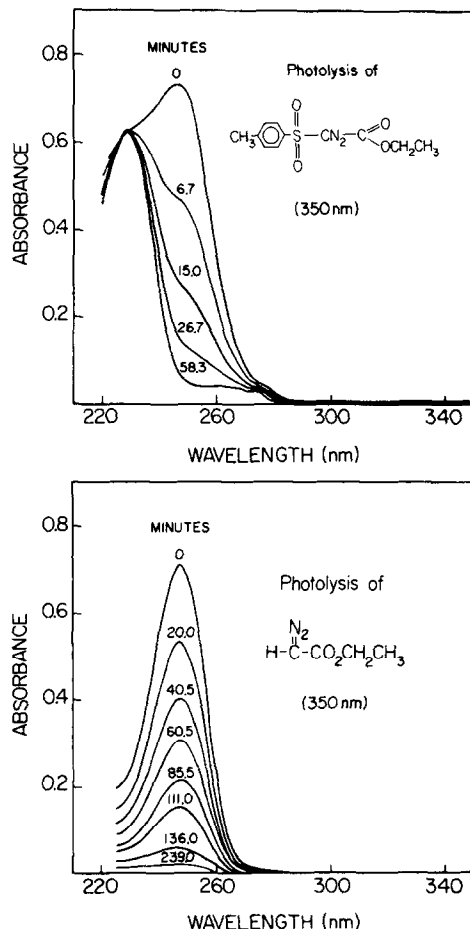 MINUTES
0
Photolysis of
CH₃ S CN₂ C O
O
O
OCH₂CH₃
(350 nm)
6.7
15.0
26.7
58.3
0.8
0.6
0.4
0.2
ABSORBANCE
220 260 300 340
WAVELENGTH (nm)
MINUTES
0
Photolysis of
N₂
H-C-CO₂CH₂CH₃
(350 nm)
20.0
40.5
60.5
85.5
111.0
136.0
239.0
0.8
0.6
0.4
0.2
ABSORBANCE
220 260 300 340
WAVELENGTH (nm)